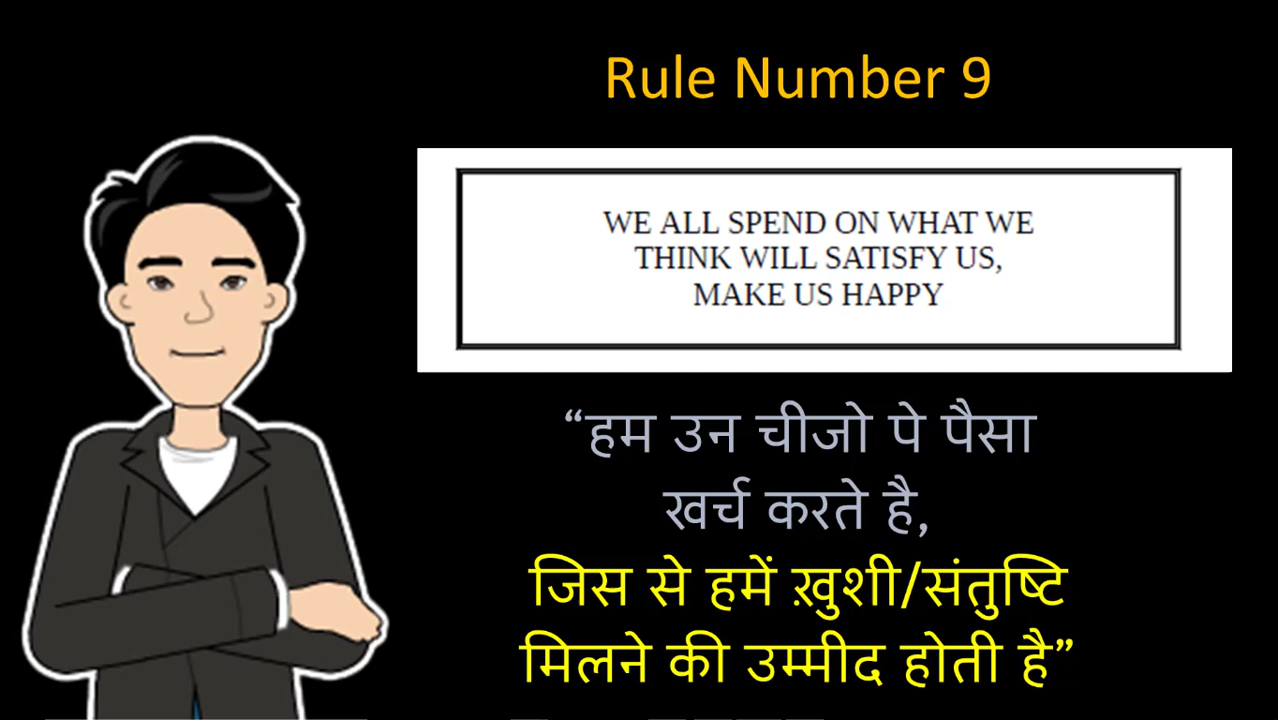 Rule Number 9
WE ALL SPEND ON WHAT WE
THINK WILL SATISFY US,
MAKE US HAPPY
“हम उन चीजो पे पैसा
खर्च करते है,
जिस से हमें ख़ुशी/संतुष्टि
मिलने की उम्मीद होती है”